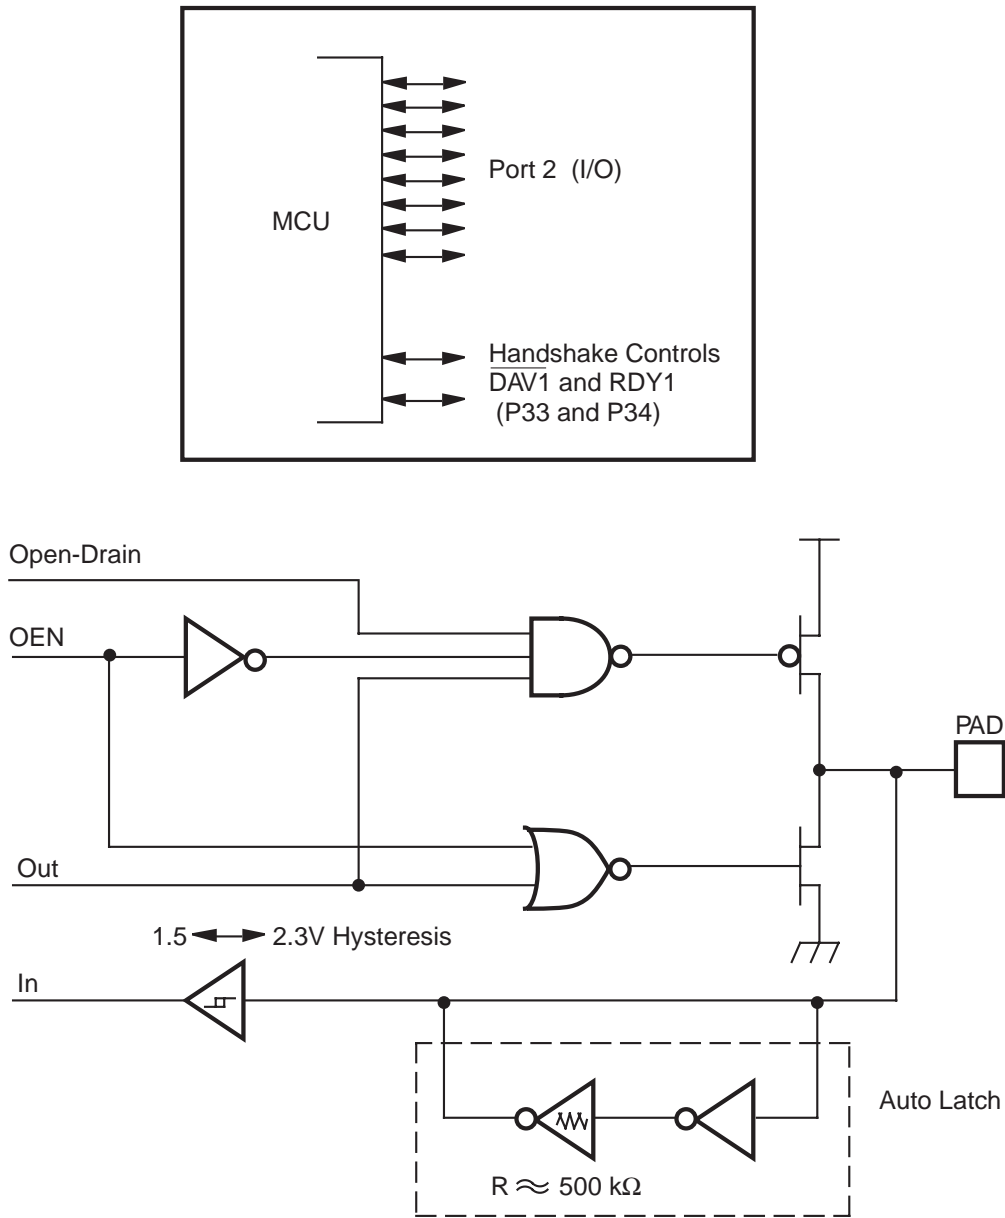 MCU
Port 2 (I/O)
Handshake Controls
D̅A̅V̅1̅ and RDY1
(P33 and P34)
Open-Drain
OEN
PAD
Out
1.5 2.3V Hysteresis
In
Auto Latch
R ≈ 500 kΩ